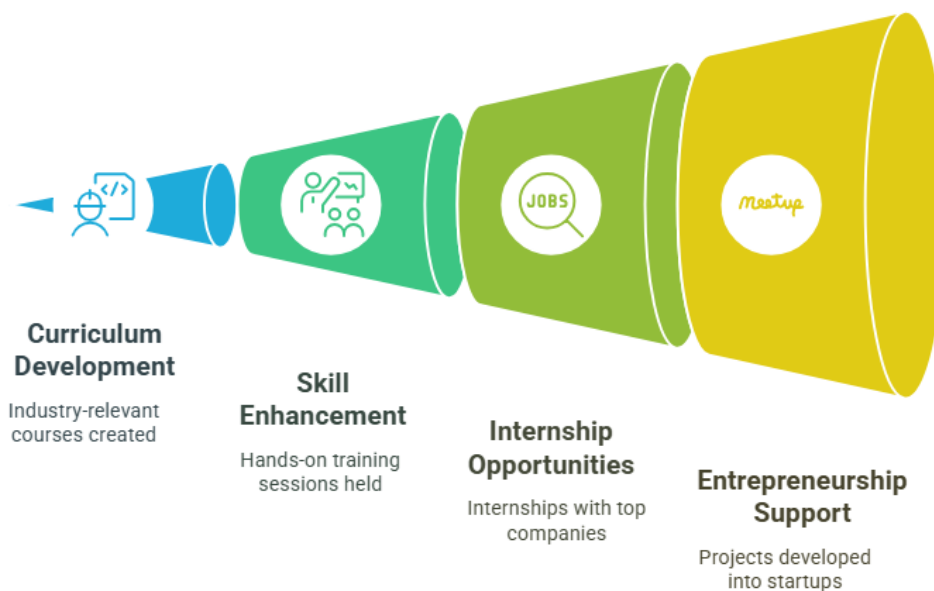 </>
JOBS
meetup
Curriculum
Development
Industry-relevant
courses created
Skill
Enhancement
Hands-on training
sessions held
Internship
Opportunities
Internships with top
companies
Entrepreneurship
Support
Projects developed
into startups